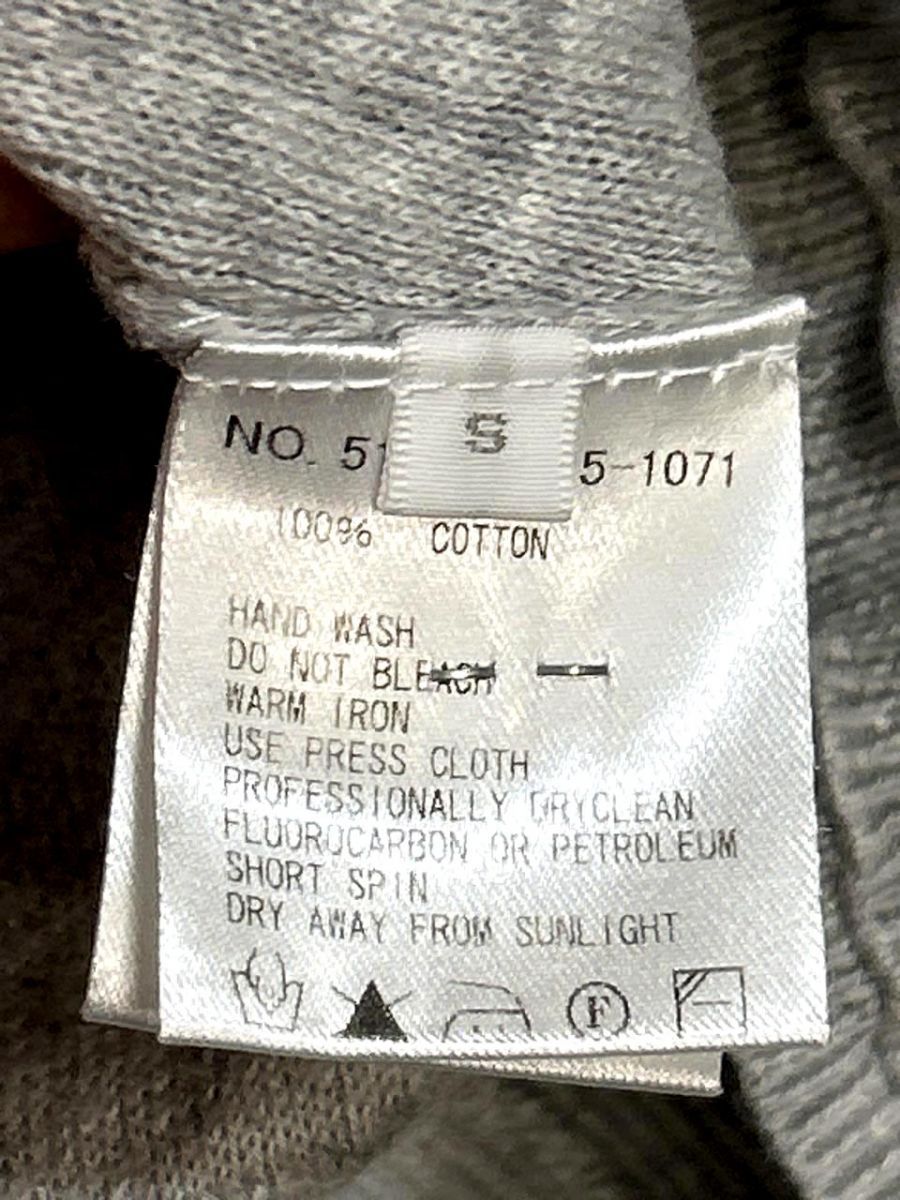 S
NO. 51 5-1071
100% COTTON
HAND WASH
DO NOT BLEACH
WARM IRON
USE PRESS CLOTH
PROFESSIONALLY DRYCLEAN
FLUOROCARBON OR PETROLEUM
SHORT SPIN
DRY AWAY FROM SUNLIGHT
F